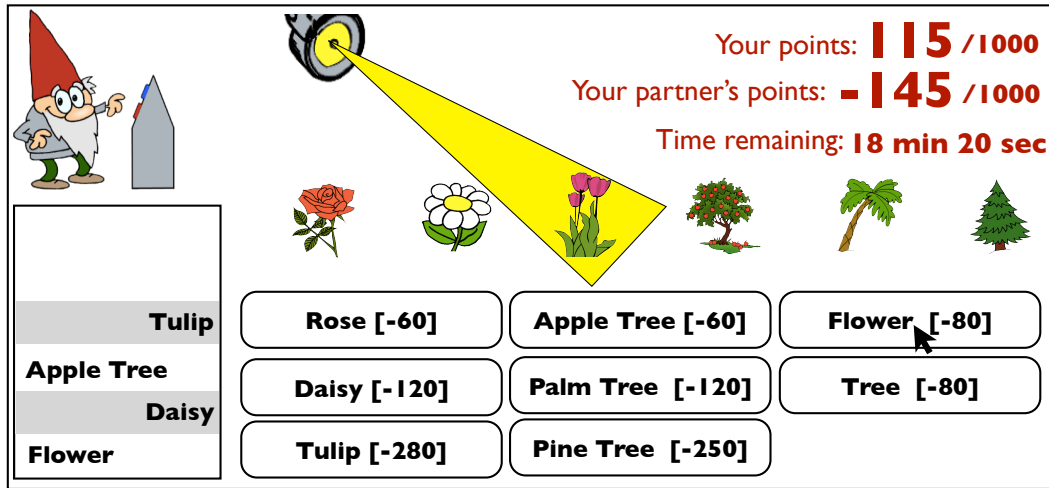 Your points: 115 /1000
Your partner's points: -145 /1000
Time remaining: 18 min 20 sec
Tulip
Apple Tree
Daisy
Flower
Rose [-60]
Apple Tree [-60]
Flower [-80]
Daisy [-120]
Palm Tree [-120]
Tree [-80]
Tulip [-280]
Pine Tree [-250]